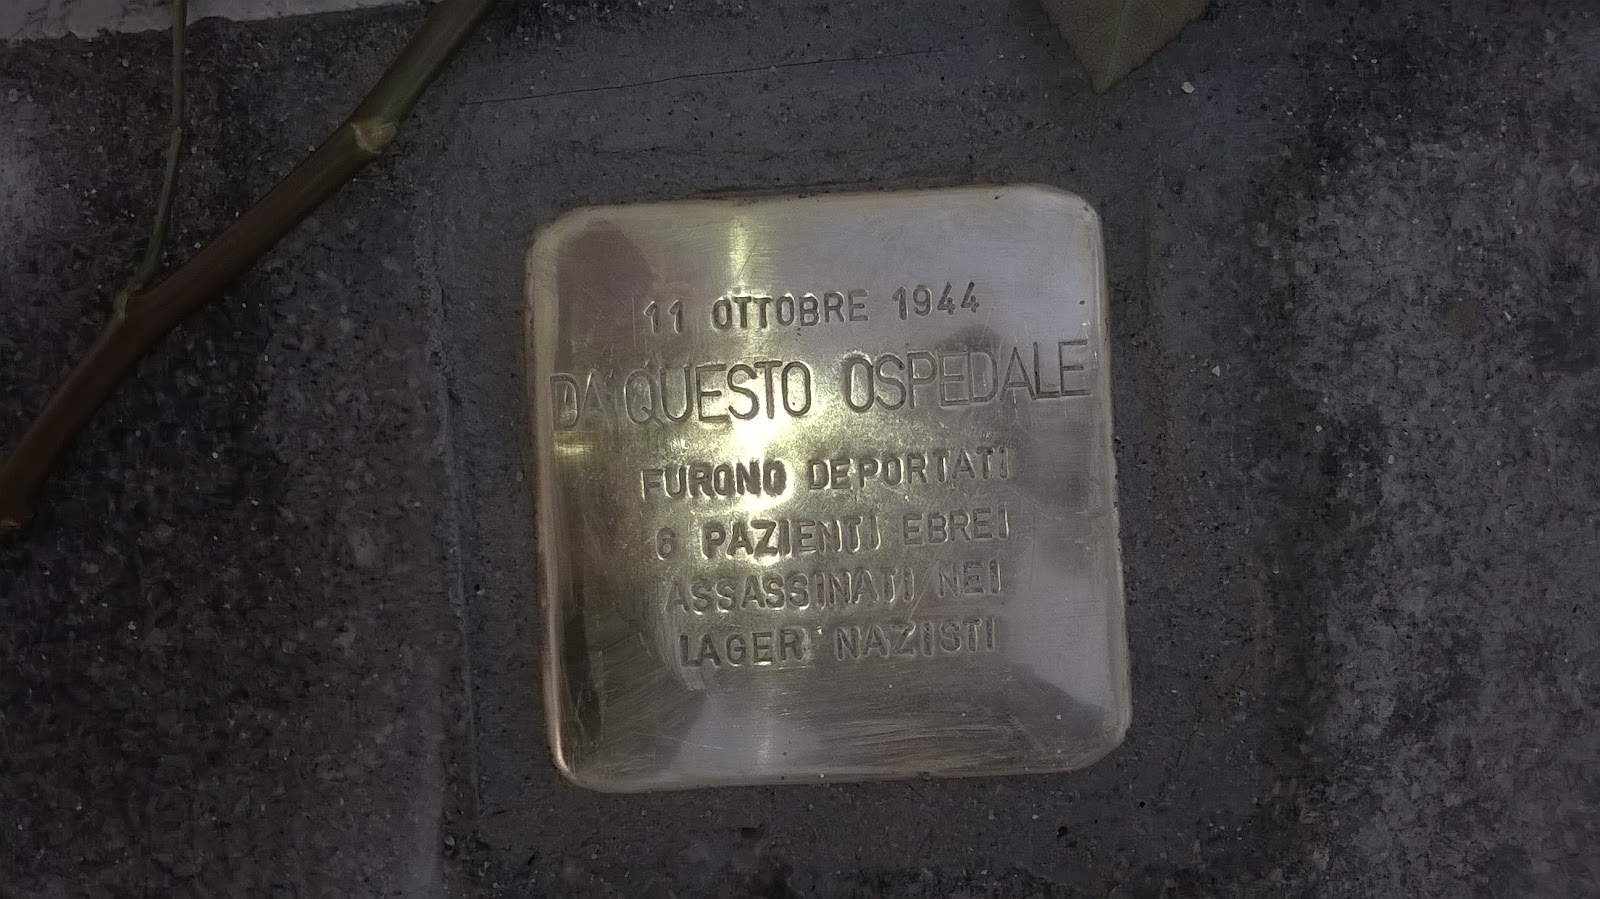 11 OTTOBRE 1944
DA QUESTO OSPEDALE
FURONO DEPORTATI
6 PAZIENTI EBREI
ASSASSINATI NEI
LAGER NAZISTI